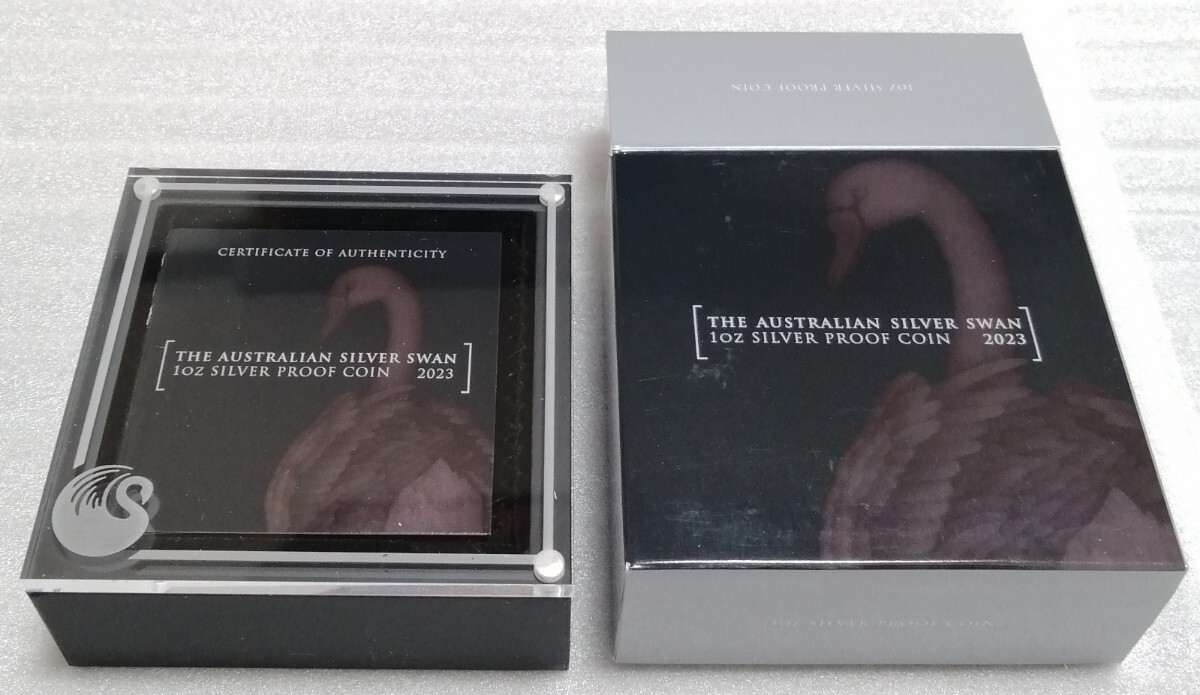 CERTIFICATE OF AUTHENTICITY
THE AUSTRALIAN SILVER SWAN
1OZ SILVER PROOF COIN 2023
1OZ SILVER PROOF COIN
THE AUSTRALIAN SILVER SWAN
1OZ SILVER PROOF COIN 2023
1OZ SILVER PROOF COIN